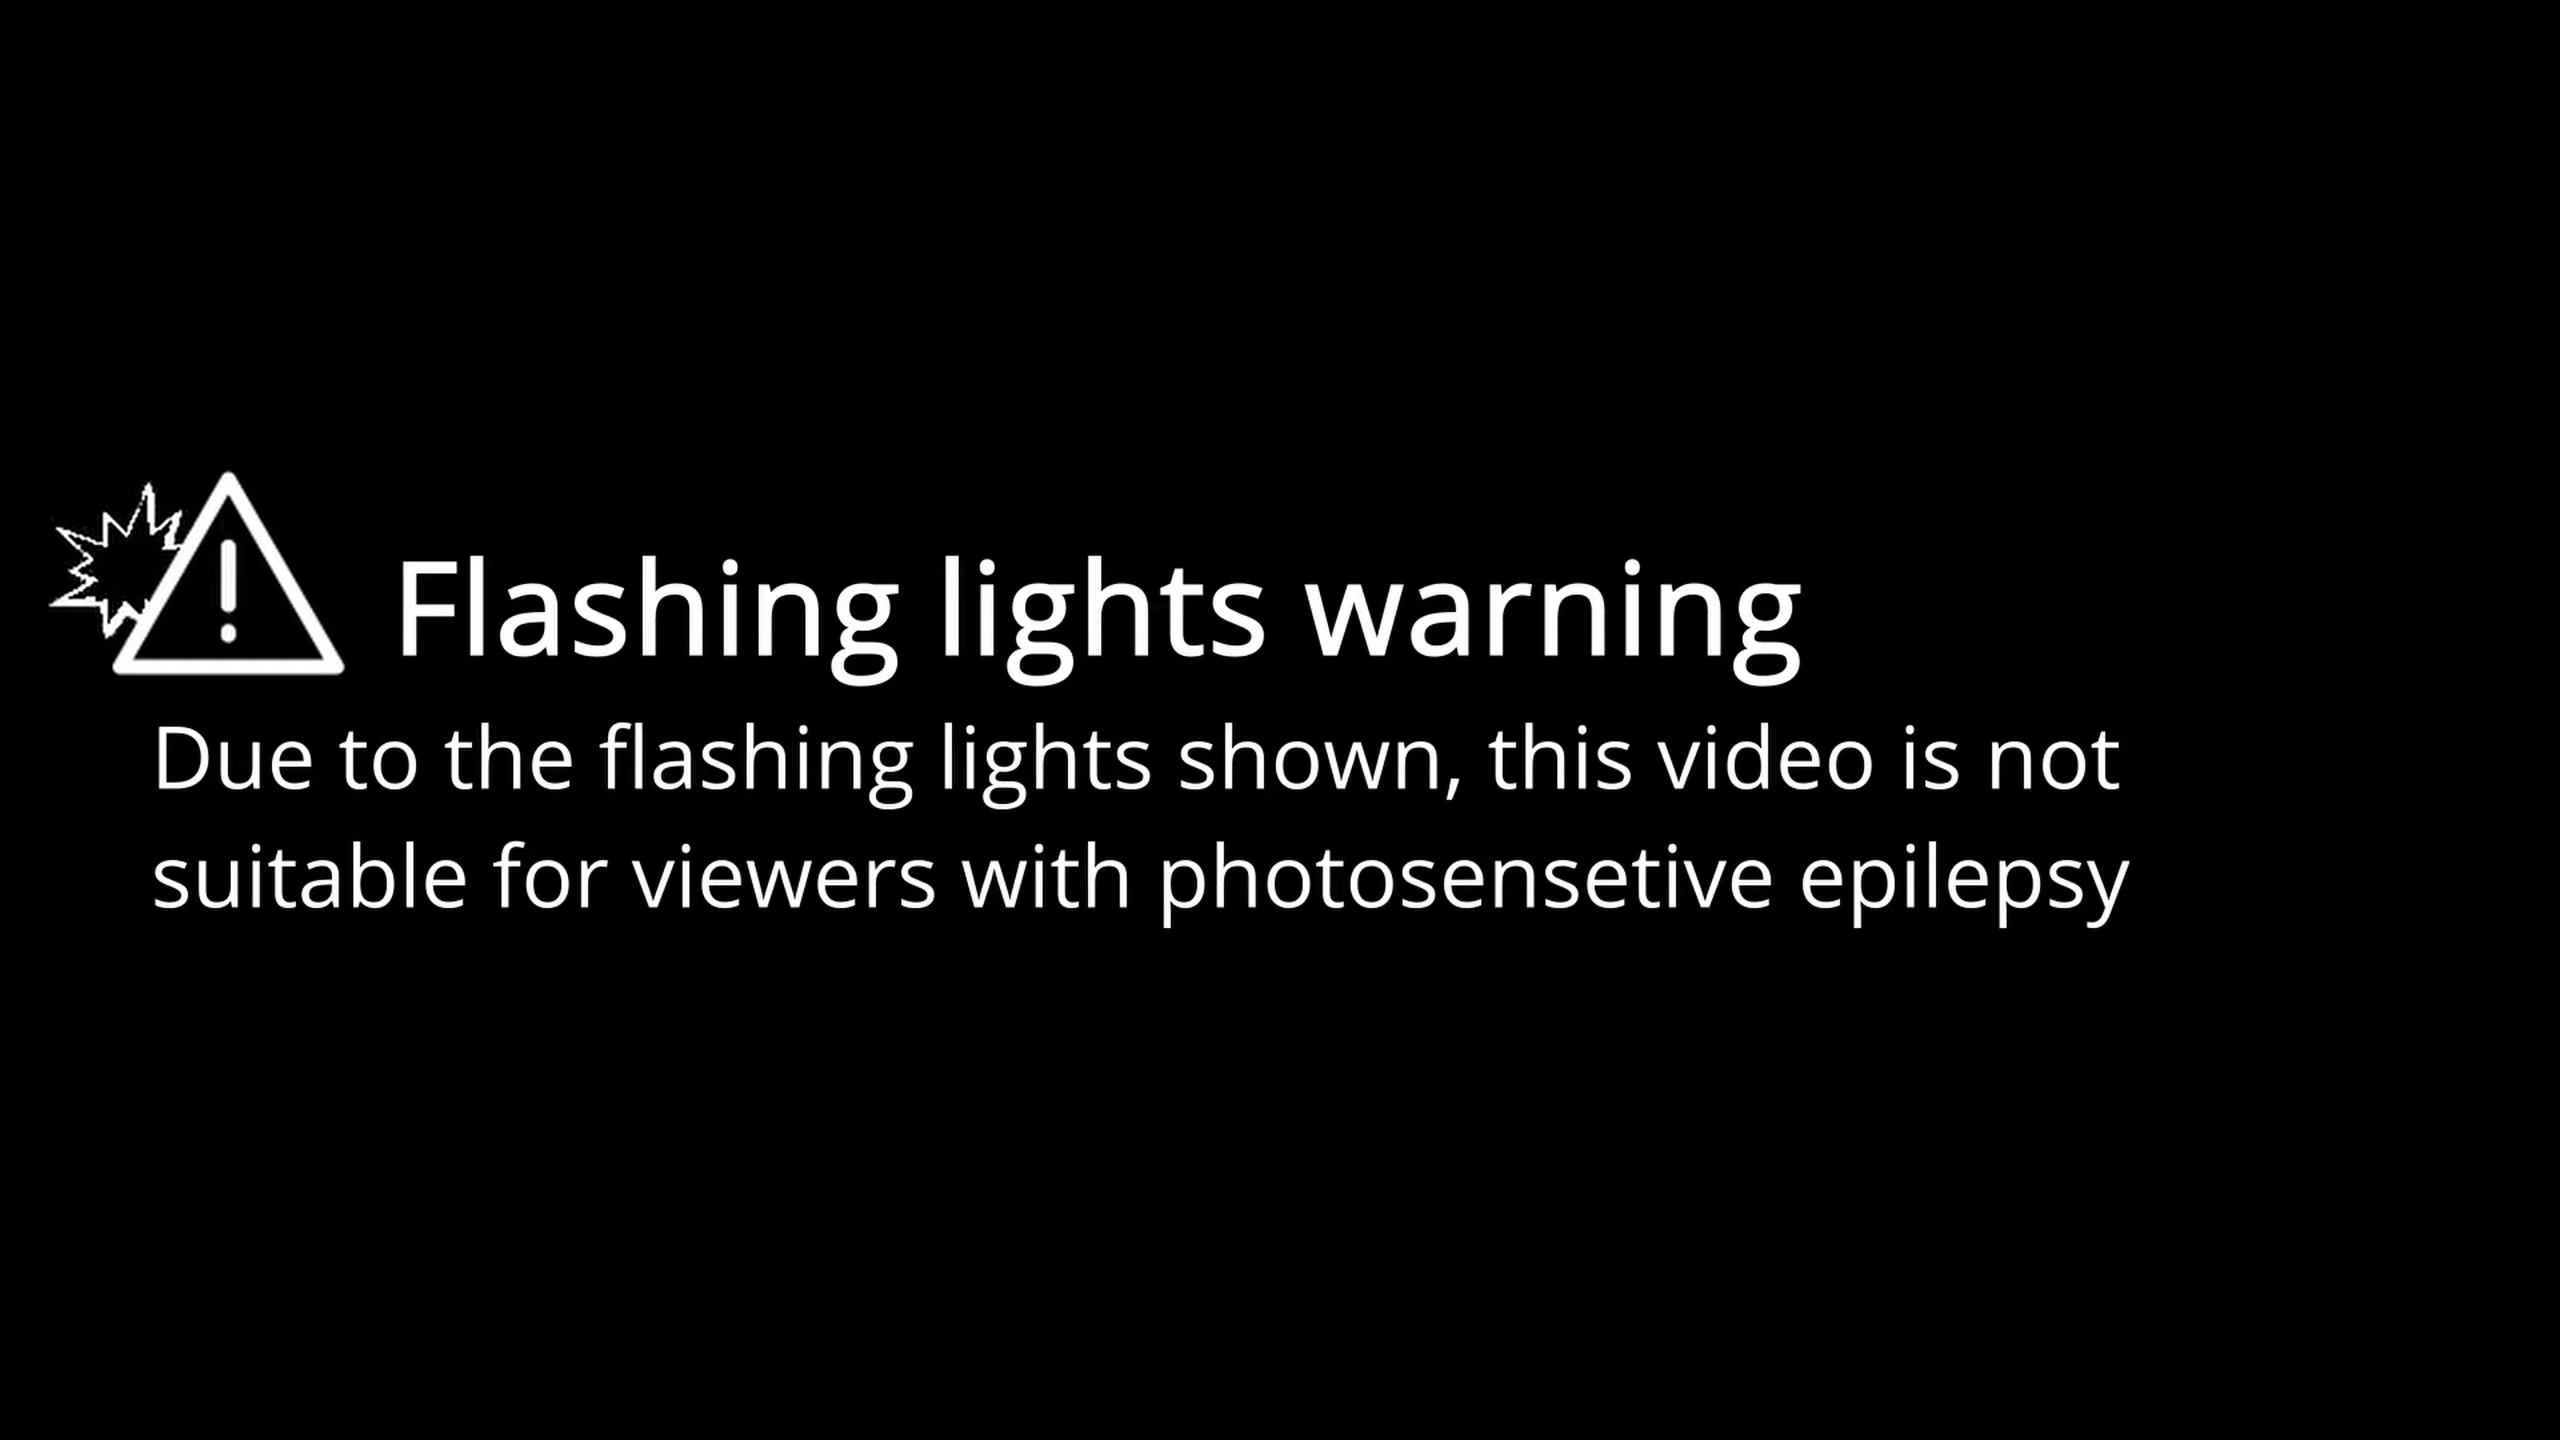 Flashing lights warning
Due to the flashing lights shown, this video is not
suitable for viewers with photosensetive epilepsy